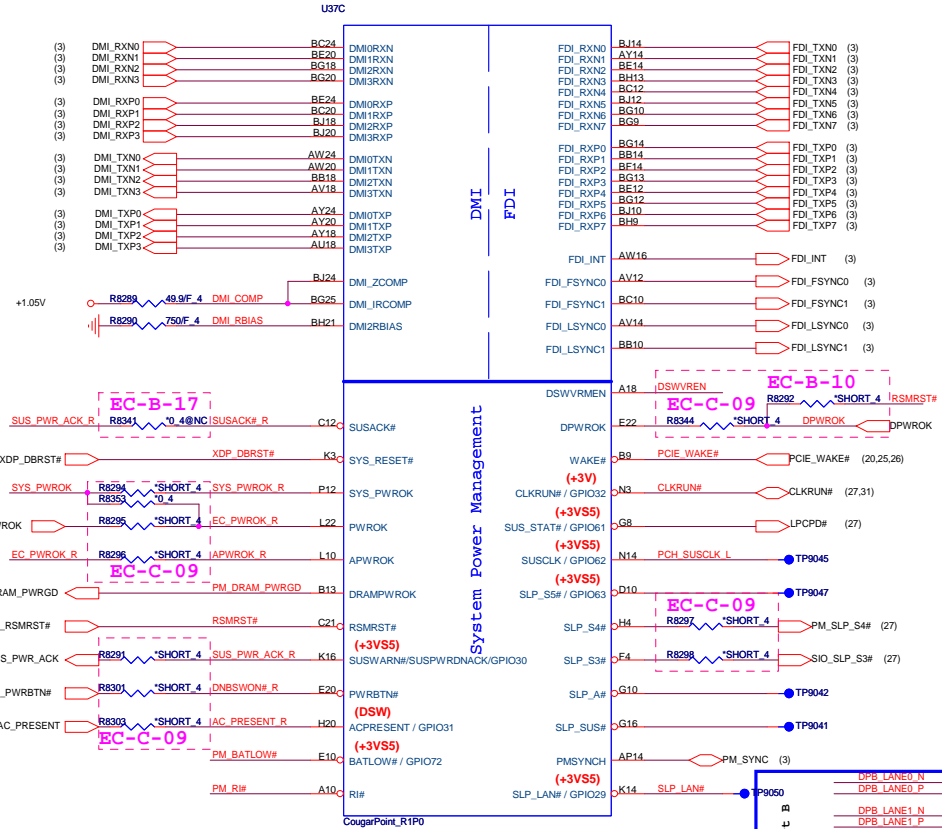 U37C
(3) DMI_RXN0 BC24 DMI0RXN FDI_RXN0 BJ14 FDI_TXN0 (3)
(3) DMI_RXN1 BE20 DMI1RXN FDI_RXN1 AY14 FDI_TXN1 (3)
(3) DMI_RXN2 BG18 DMI2RXN FDI_RXN2 BE14 FDI_TXN2 (3)
(3) DMI_RXN3 BG20 DMI3RXN FDI_RXN3 BH13 FDI_TXN3 (3)
FDI_RXN4 BC12 FDI_TXN4 (3)
(3) DMI_RXP0 BE24 DMI0RXP FDI_RXN5 BJ12 FDI_TXN5 (3)
(3) DMI_RXP1 BC20 DMI1RXP FDI_RXN6 BG10 FDI_TXN6 (3)
(3) DMI_RXP2 BJ18 DMI2RXP FDI_RXN7 BG9 FDI_TXN7 (3)
(3) DMI_RXP3 BJ20 DMI3RXP
FDI_RXP0 BG14 FDI_TXP0 (3)
(3) DMI_TXN0 AW24 DMI0TXN FDI_RXP1 BB14 FDI_TXP1 (3)
(3) DMI_TXN1 AW20 DMI1TXN FDI_RXP2 BF14 FDI_TXP2 (3)
(3) DMI_TXN2 BB18 DMI2TXN FDI_RXP3 BG13 FDI_TXP3 (3)
(3) DMI_TXN3 AV18 DMI3TXN FDI_RXP4 BE12 FDI_TXP4 (3)
FDI_RXP5 BG12 FDI_TXP5 (3)
(3) DMI_TXP0 AY24 DMI0TXP FDI_RXP6 BJ10 FDI_TXP6 (3)
(3) DMI_TXP1 AY20 DMI1TXP FDI_RXP7 BH9 FDI_TXP7 (3)
(3) DMI_TXP2 AY18 DMI2TXP
(3) DMI_TXP3 AU18 DMI3TXP
DMI
FDI
FDI_INT AW16 FDI_INT (3)
BJ24 DMI_ZCOMP FDI_FSYNC0 AV12 FDI_FSYNC0 (3)
+1.05V R8289 49.9/F_4 DMI_COMP BG25 DMI_IRCOMP FDI_FSYNC1 BC10 FDI_FSYNC1 (3)
R8290 750/F_4 DMI_RBIAS BH21 DMI2RBIAS FDI_LSYNC0 AV14 FDI_LSYNC0 (3)
FDI_LSYNC1 BB10 FDI_LSYNC1 (3)
System Power Management
DSWVRMEN A18 DSWVREN
EC-B-17 EC-C-09 EC-B-10
R8292 *SHORT_4 RSMRST#
SUS_PWR_ACK_R R8341 *0_4@NC SUSACK#_R C12 SUSACK# DPWROK E22 R8344 *SHORT_4 DPWROK DPWROK
XDP_DBRST# XDP_DBRST# K3 SYS_RESET# WAKE# B9 PCIE_WAKE# PCIE_WAKE# (20,25,26)
(+3V)
SYS_PWROK R8294 *SHORT_4 SYS_PWROK_R P12 SYS_PWROK CLKRUN# / GPIO32 N3 CLKRUN# CLKRUN# (27,31)
R8353 *0_4
(+3VS5)
ROK R8295 *SHORT_4 EC_PWROK_R L22 PWROK SUS_STAT# / GPIO61 G8 LPCPD# (27)
(+3VS5)
EC_PWROK_R R8296 *SHORT_4 APWROK_R L10 APWROK SUSCLK / GPIO62 N14 PCH_SUSCLK_L TP9045
EC-C-09 (+3VS5)
RAM_PWRGD PM_DRAM_PWRGD B13 DRAMPWROK SLP_S5# / GPIO63 D10 TP9047
EC-C-09
_RSMRST# RSMRST# C21 RSMRST# SLP_S4# H4 R8297 *SHORT_4 PM_SLP_S4# (27)
(+3VS5)
S_PWR_ACK R8291 *SHORT_4 SUS_PWR_ACK_R K16 SUSWARN#/SUSPWRDNACK/GPIO30 SLP_S3# F4 R8298 *SHORT_4 SIO_SLP_S3# (27)
_PWRBTN# R8301 *SHORT_4 DNBSWON#_R E20 PWRBTN# SLP_A# G10 TP9042
(DSW)
AC_PRESENT R8303 *SHORT_4 AC_PRESENT_R H20 ACPRESENT / GPIO31 SLP_SUS# G16 TP9041
EC-C-09 (+3VS5)
PM_BATLOW# E10 BATLOW# / GPIO72 PMSYNCH AP14 PM_SYNC (3)
(+3VS5)
PM_RI# A10 RI# SLP_LAN# / GPIO29 K14 SLP_LAN# TP9050
CougarPoint_R1P0
DPB_LANE0_N
DPB_LANE0_P
DPB_LANE1_N
DPB_LANE1_P
t B